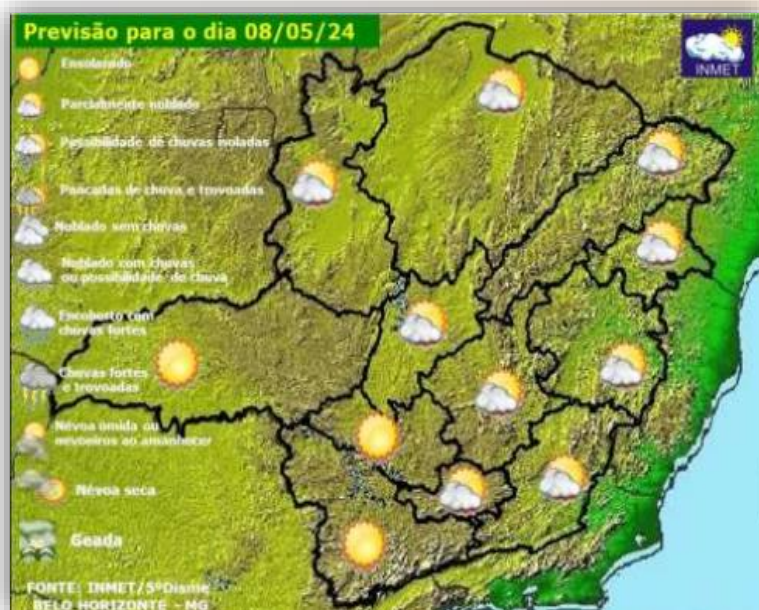 Previsão para o dia 08/05/24
INMET
Ensolarado
Parcialmente nublado
Possibilidade de chuvas isoladas
Pancadas de chuva e trovoadas
Nublado sem chuvas
Nublado com chuvas
ou possibilidade de chuva
Encoberto com
chuvas fortes
Chuvas fortes
e trovoadas
Névoa úmida ou
nevoeiros ao amanhecer
Névoa seca
Geada
FONTE: INMET/5ºDisme
BELO HORIZONTE - MG